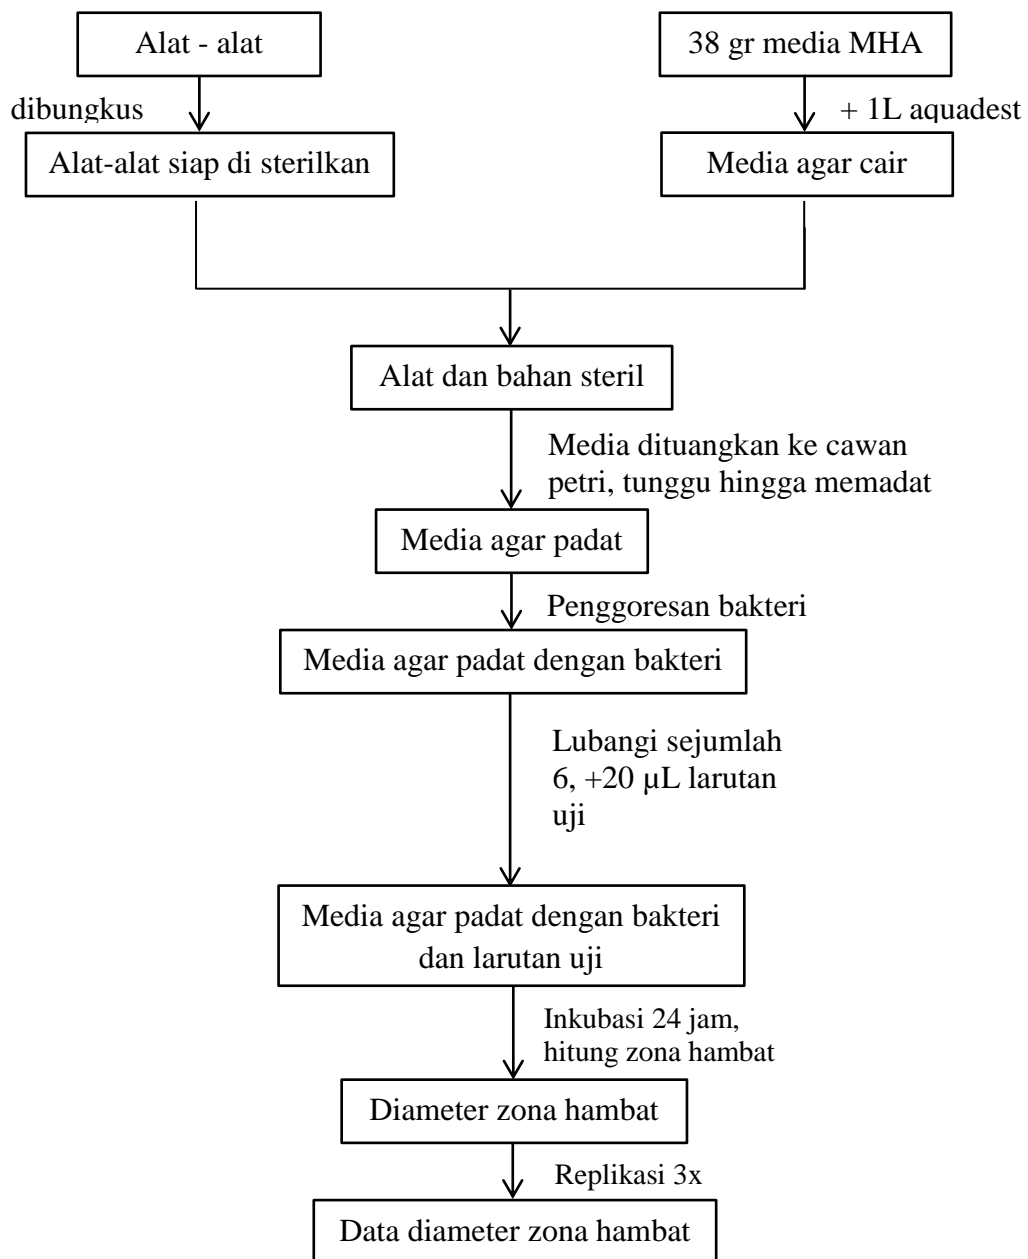 Alat - alat
38 gr media MHA
dibungkus
+ 1L aquadest
Alat-alat siap di sterilkan
Media agar cair
Alat dan bahan steril
Media dituangkan ke cawan
petri, tunggu hingga memadat
Media agar padat
Penggoresan bakteri
Media agar padat dengan bakteri
Lubangi sejumlah
6, +20 µL larutan
uji
Media agar padat dengan bakteri
dan larutan uji
Inkubasi 24 jam,
hitung zona hambat
Diameter zona hambat
Replikasi 3x
Data diameter zona hambat